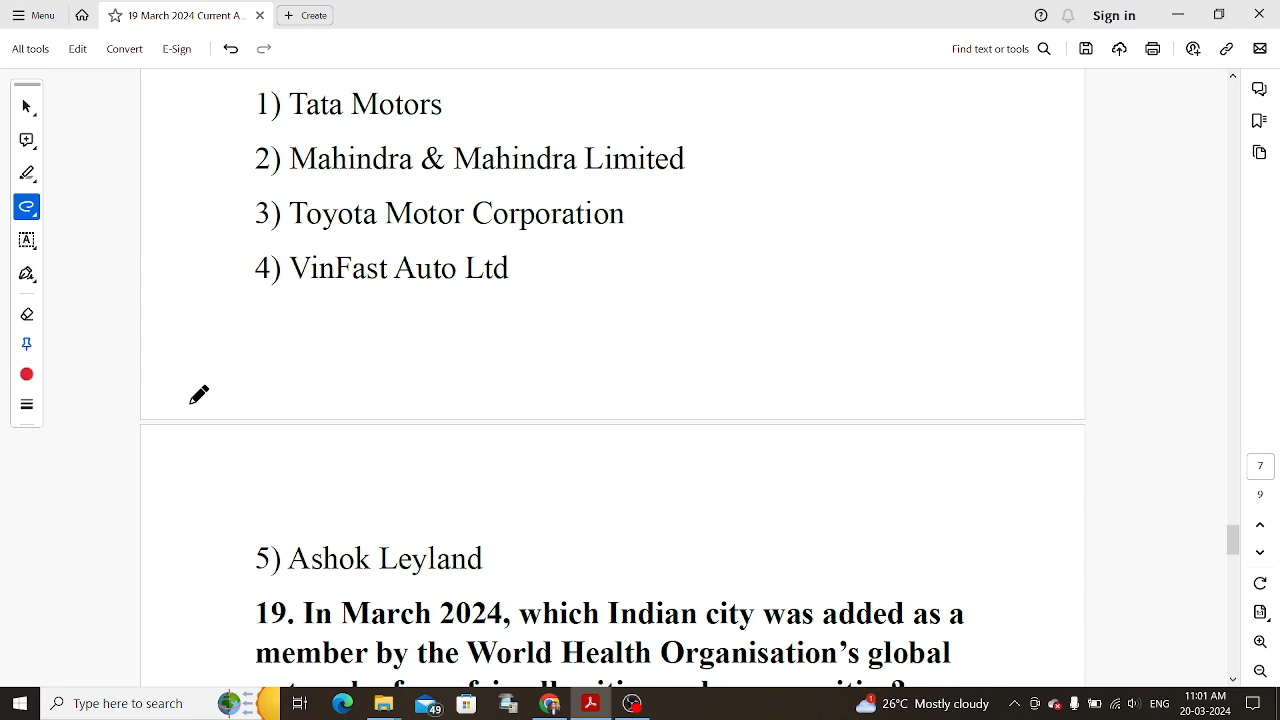 Menu
19 March 2024 Current A...
Create
Sign in
All tools
Edit
Convert
E-Sign
Find text or tools
1) Tata Motors
2) Mahindra & Mahindra Limited
3) Toyota Motor Corporation
4) VinFast Auto Ltd
5) Ashok Leyland
19. In March 2024, which Indian city was added as a
member by the World Health Organisation’s global
7
9
Type here to search
49
1
26°C Mostly cloudy
ENG
11:01 AM
20-03-2024